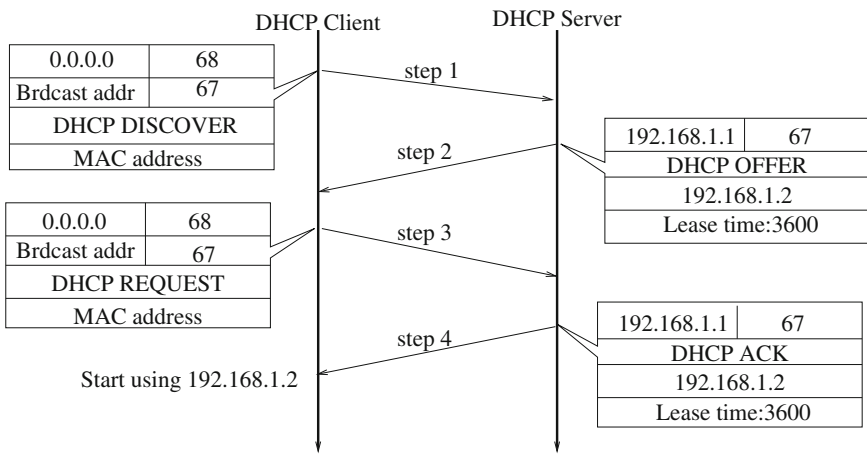 DHCP Client
DHCP Server
0.0.0.0 68
Brdcast addr 67
DHCP DISCOVER
MAC address
step 1
192.168.1.1 67
DHCP OFFER
192.168.1.2
Lease time:3600
step 2
0.0.0.0 68
Brdcast addr 67
DHCP REQUEST
MAC address
step 3
192.168.1.1 67
DHCP ACK
192.168.1.2
Lease time:3600
step 4
Start using 192.168.1.2